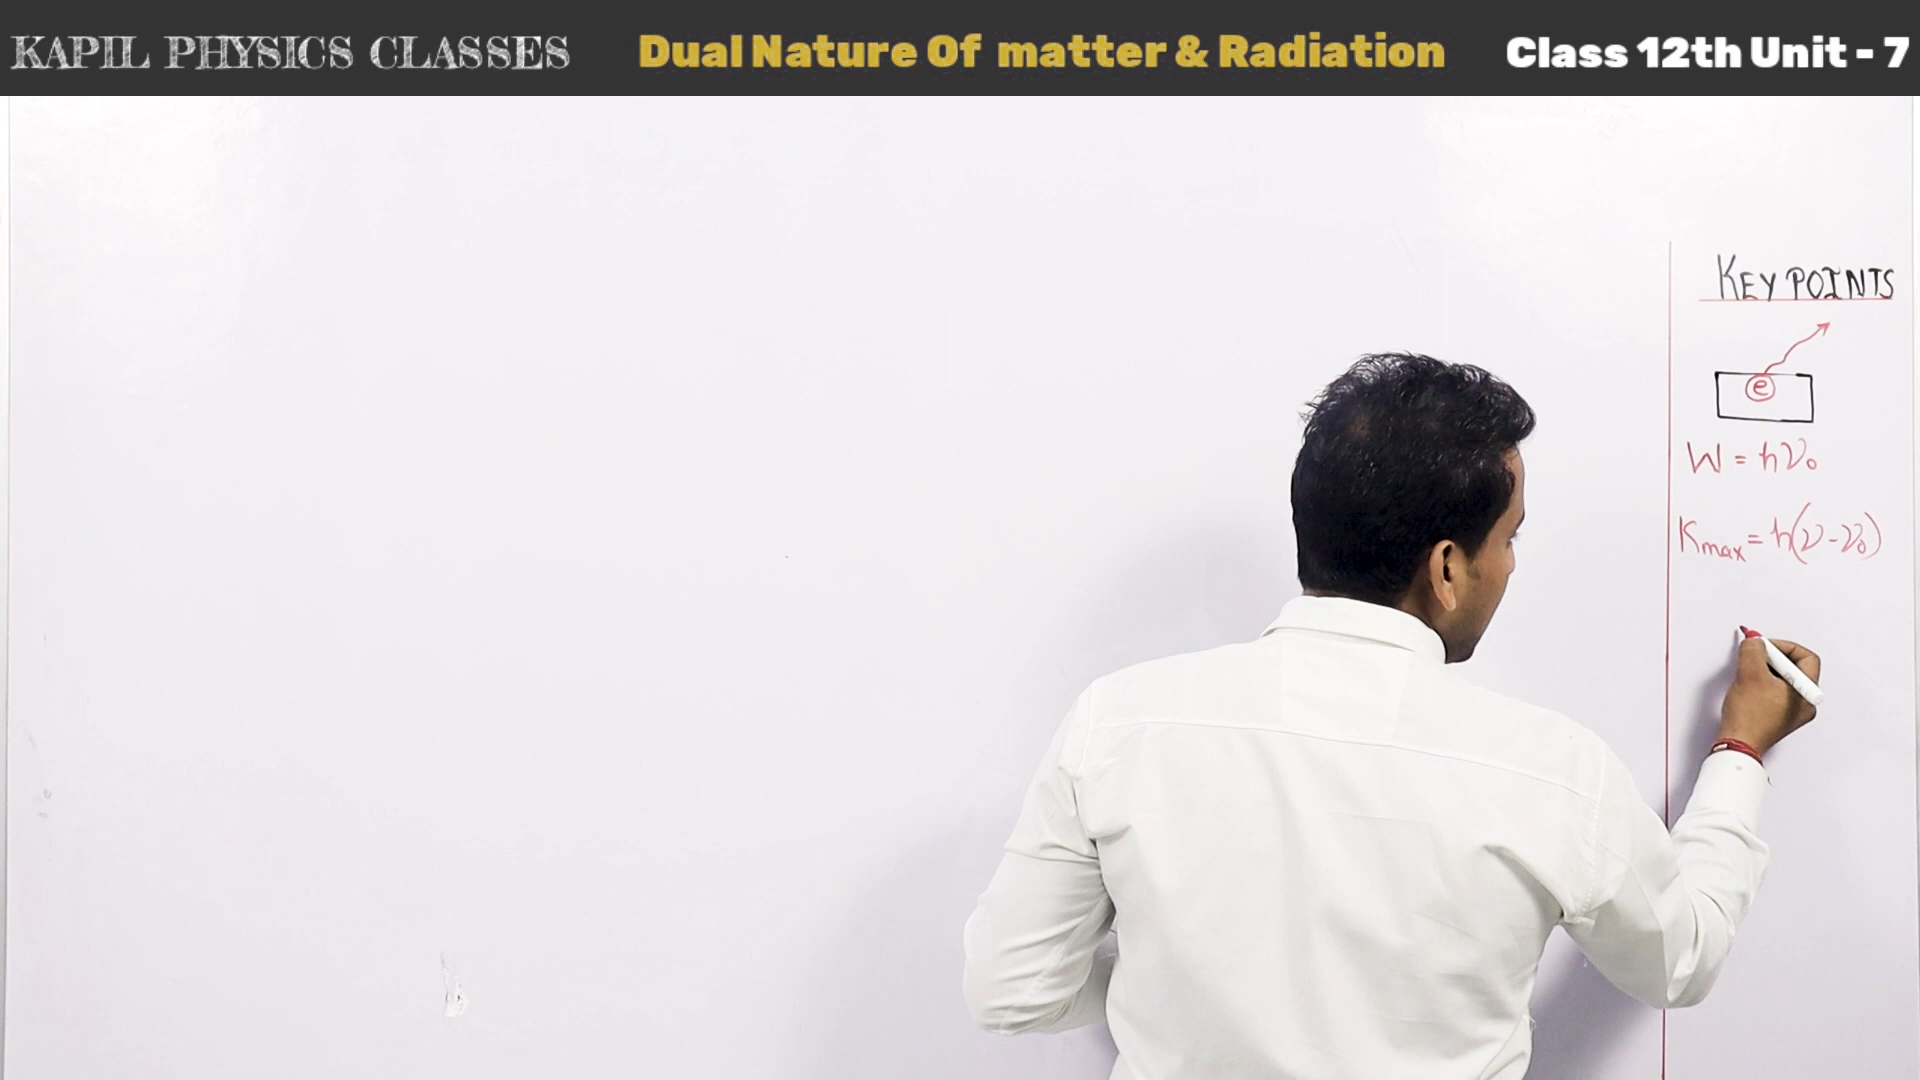 KAPIL PHYSICS CLASSES Dual Nature Of matter & Radiation Class 12th Unit - 7
KEY POINTS
e
W = hν₀
Kmax = h(ν-ν₀)